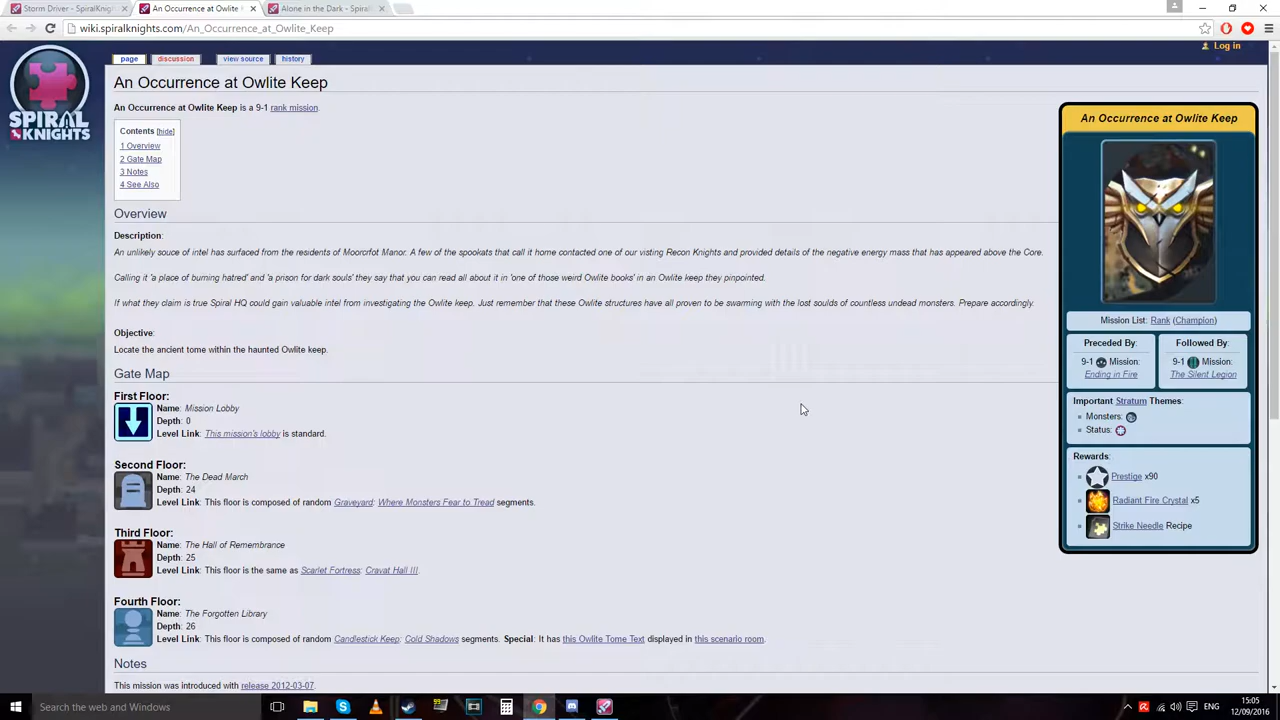 Storm Driver - SpiralKnight
An Occurrence at Owlite K
Alone in the Dark - Spiral
wiki.spiralknights.com/An_Occurrence_at_Owlite_Keep
Log in
page
discussion
view source
history
SPIRAL
KNIGHTS
An Occurrence at Owlite Keep
An Occurrence at Owlite Keep is a 9-1 rank mission.
Contents [hide]
1 Overview
2 Gate Map
3 Notes
4 See Also
Overview
Description:
An unlikely souce of intel has surfaced from the residents of Moorcroft Manor. A few of the spookats that call it home contacted one of our visting Recon Knights and provided details of the negative energy mass that has appeared above the Core.
Calling it 'a place of burning hatred' and 'a prison for dark souls' they say that you can read all about it in 'one of those weird Owlite books' in an Owlite keep they pinpointed.
If what they claim is true Spiral HQ could gain valuable intel from investigating the Owlite keep. Just remember that these Owlite structures have all proven to be swarming with the lost soulds of countless undead monsters. Prepare accordingly.
Objective:
Locate the ancient tome within the haunted Owlite keep.
Gate Map
First Floor:
Name: Mission Lobby
Depth: 0
Level Link: This mission's lobby is standard.
Second Floor:
Name: The Dead March
Depth: 24
Level Link: This floor is composed of random Graveyard: Where Monsters Fear to Tread segments.
Third Floor:
Name: The Hall of Remembrance
Depth: 25
Level Link: This floor is the same as Scarlet Fortress: Cravat Hall III.
Fourth Floor:
Name: The Forgotten Library
Depth: 26
Level Link: This floor is composed of random Candlestick Keep: Cold Shadows segments. Special: It has this Owlite Tome Text displayed in this scenario room.
Notes
This mission was introduced with release 2012-03-07.
An Occurrence at Owlite Keep
Mission List: Rank (Champion)
Preceded By:
9-1 Mission:
Ending in Fire
Followed By:
9-1 Mission:
The Silent Legion
Important Stratum Themes:
Monsters:
Status:
Rewards:
Prestige x90
Radiant Fire Crystal x5
Strike Needle Recipe
Search the web and Windows
ENG
15:05
12/09/2016